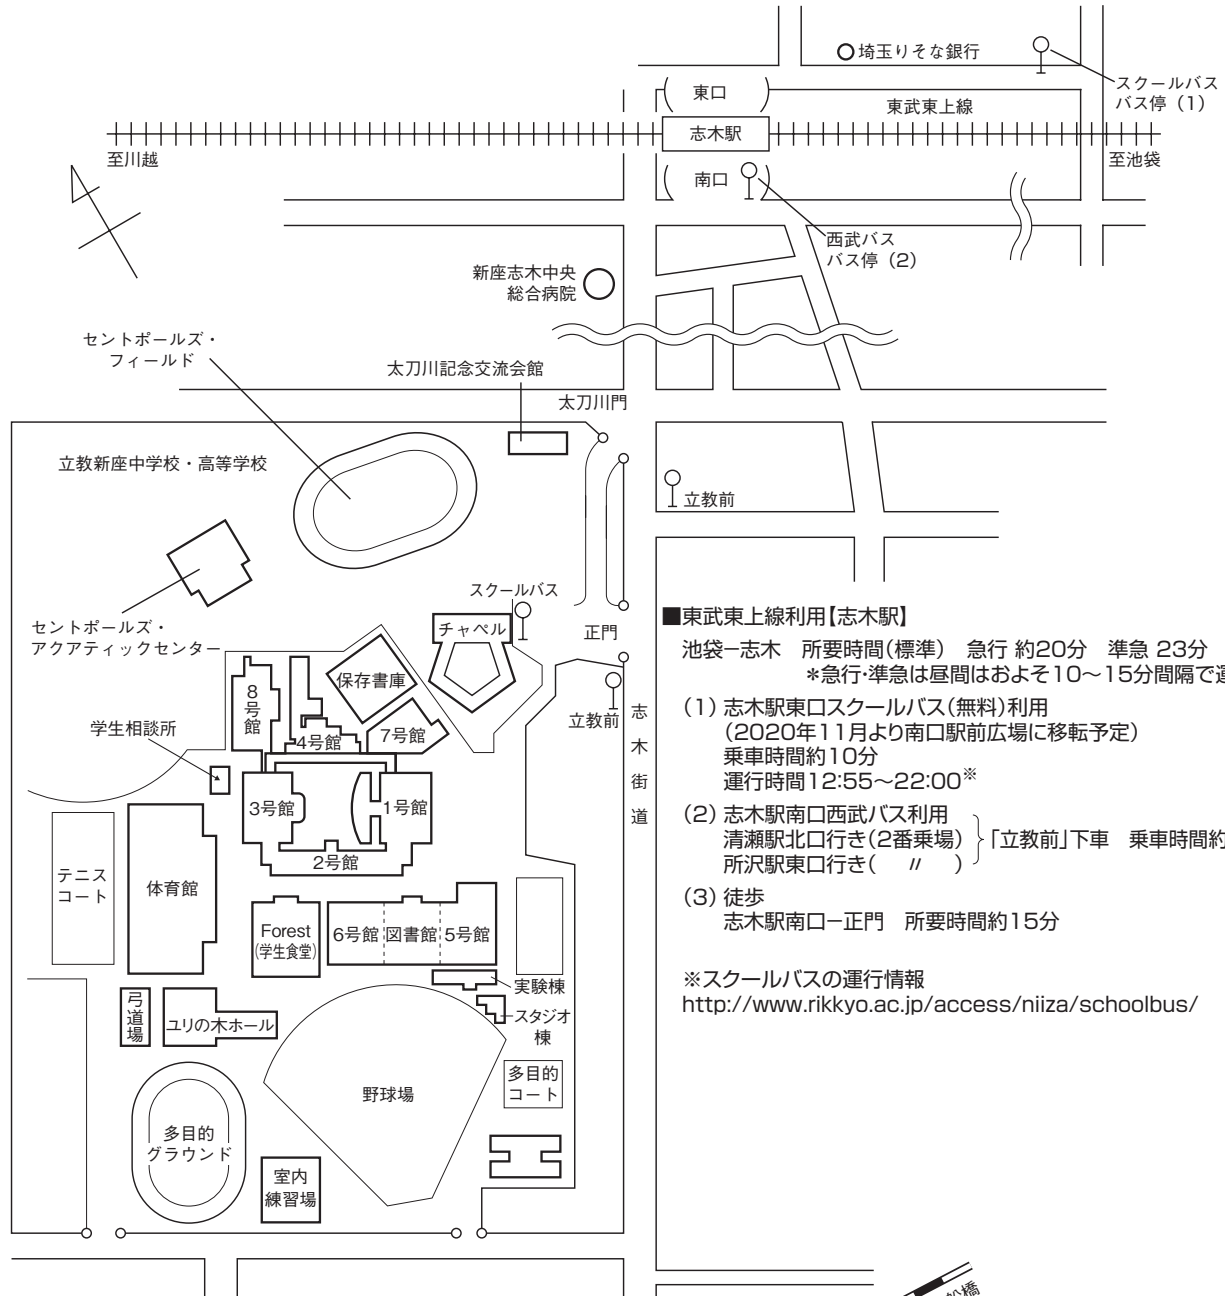 埼玉りそな銀行
スクールバス
バス停（1）
東口
東武東上線
志木駅
至川越
至池袋
南口
西武バス
バス停（2）
新座志木中央
総合病院
セントポールズ・
フィールド
太刀川記念交流会館
太刀川門
立教新座中学校・高等学校
立教前
スクールバス
セントポールズ・
アクアティックセンター
チャペル
正門
保存書庫
8号館
立教前
学生相談所
4号館
7号館
志木街道
3号館
1号館
2号館
テニス
コート
体育館
Forest
(学生食堂)
6号館
図書館
5号館
実験棟
弓道場
ユリの木ホール
スタジオ
棟
野球場
多目的
コート
多目的
グラウンド
室内
練習場
■東武東上線利用【志木駅】
池袋−志木　所要時間(標準)　急行 約20分　準急 23分
＊急行・準急は昼間はおよそ10〜15分間隔で運
(1) 志木駅東口スクールバス(無料)利用
(2020年11月より南口駅前広場に移転予定)
乗車時間約10分
運行時間12:55〜22:00※
(2) 志木駅南口西武バス利用
清瀬駅北口行き(2番乗場)
所沢駅東口行き(　〃　)
「立教前」下車　乗車時間約
(3) 徒歩
志木駅南口−正門　所要時間約15分
※スクールバスの運行情報
http://www.rikkyo.ac.jp/access/niiza/schoolbus/